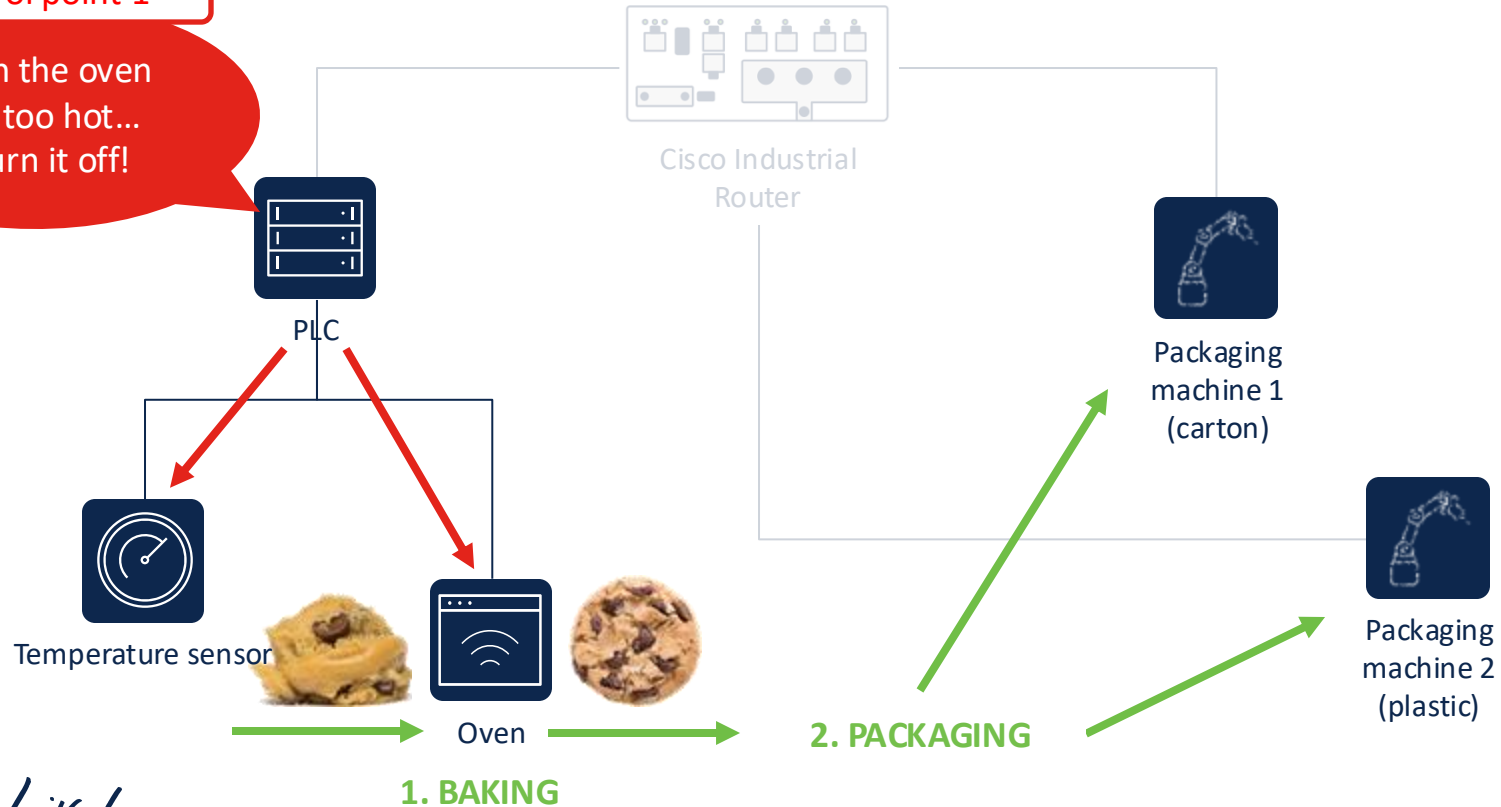 point 1
the oven
too hot...
it off!
Cisco Industrial
Router
PLC
Packaging
machine 1
(carton)
Temperature sensor
Oven
Packaging
machine 2
(plastic)
2. PACKAGING
1. BAKING